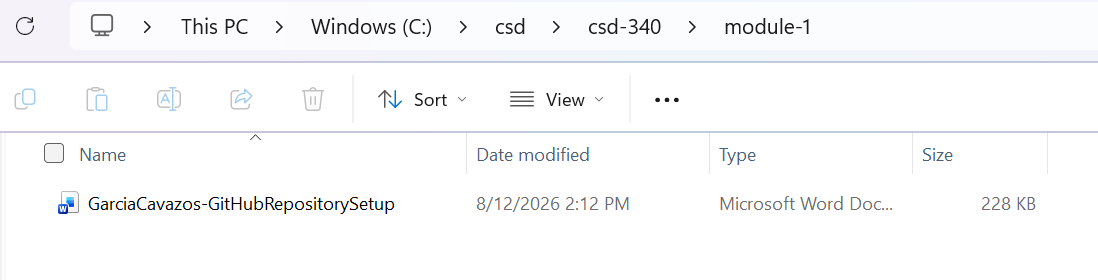 This PC > Windows (C:) > csd > csd-340 > module-1
Sort View
Name Date modified Type Size
GarciaCavazos-GitHubRepositorySetup 8/12/2026 2:12 PM Microsoft Word Doc... 228 KB